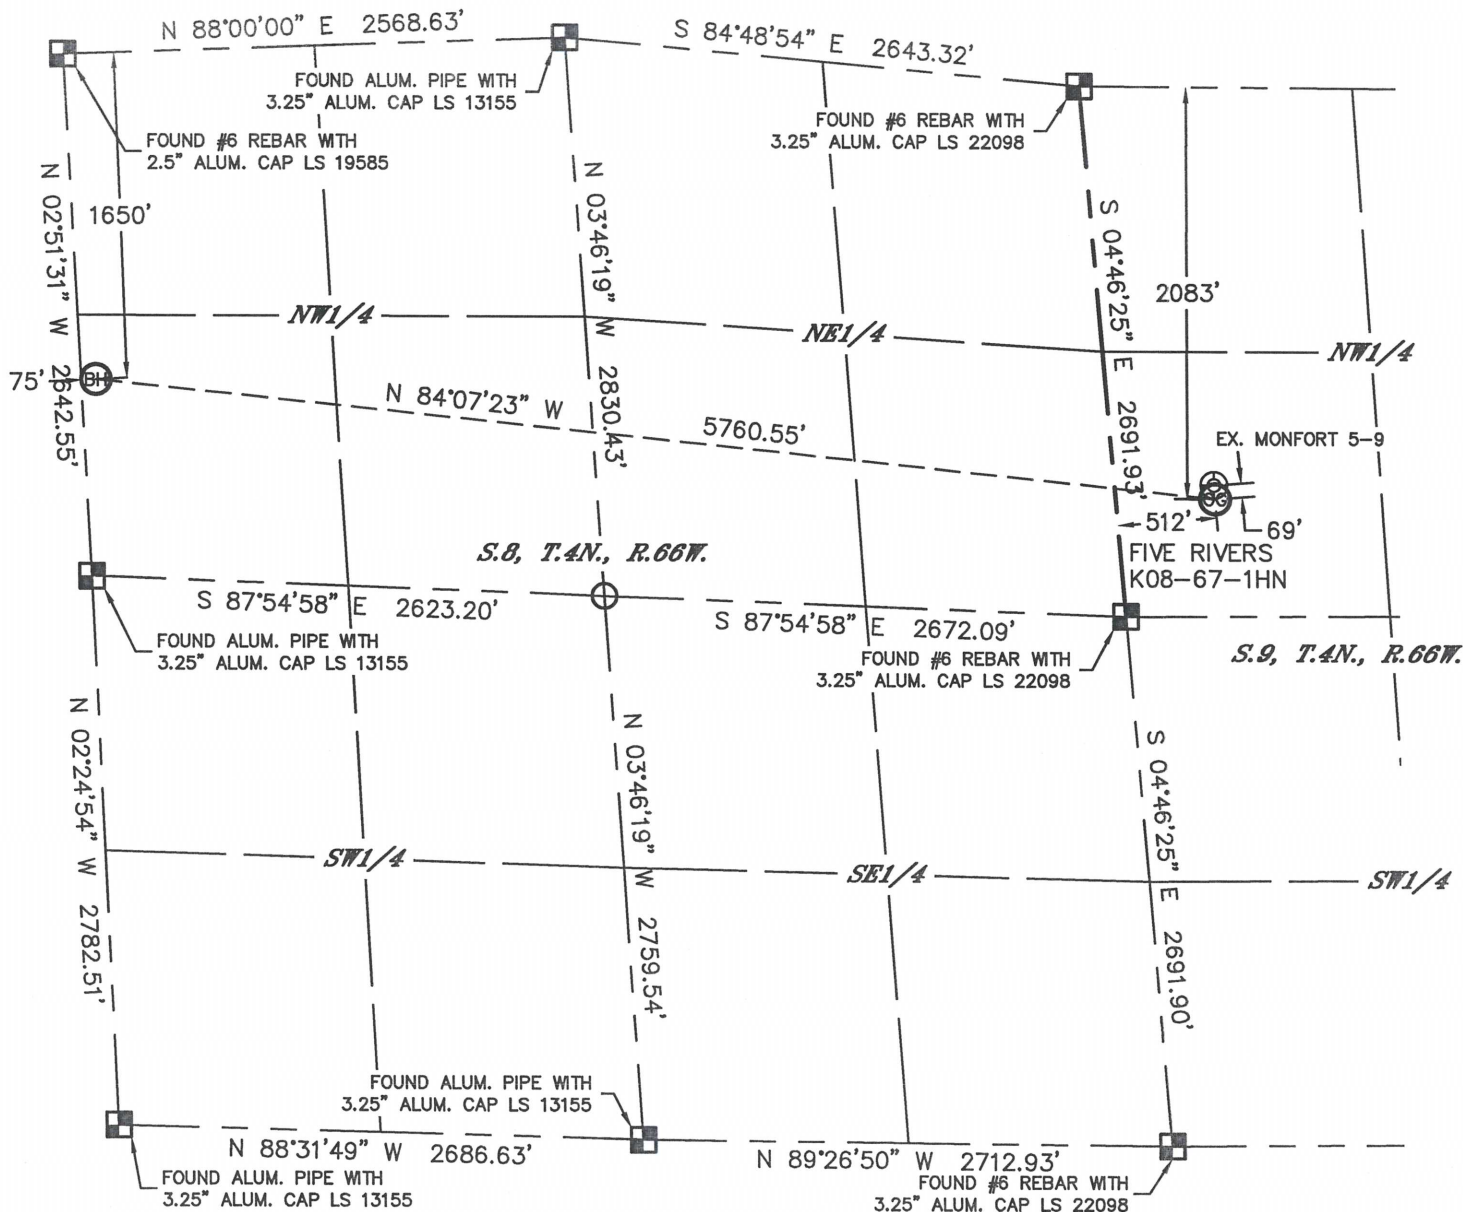 N 88°00'00" E 2568.63'
S 84°48'54" E 2643.32'
FOUND ALUM. PIPE WITH
3.25" ALUM. CAP LS 13155
FOUND #6 REBAR WITH
3.25" ALUM. CAP LS 22098
FOUND #6 REBAR WITH
2.5" ALUM. CAP LS 19585
N 02°51'31" W 2642.55'
1650'
N 03°46'19" W 2830.43'
S 04°46'25" E 2691.93'
2083'
NW1/4
NE1/4
NW1/4
75'
BH
N 84°07'23" W
5760.55'
EX. MONFORT 5-9
OG
512'
69'
FIVE RIVERS
K08-67-1HN
S.8, T.4N., R.66W.
S 87°54'58" E 2623.20'
S 87°54'58" E 2672.09'
FOUND ALUM. PIPE WITH
3.25" ALUM. CAP LS 13155
FOUND #6 REBAR WITH
3.25" ALUM. CAP LS 22098
S.9, T.4N., R.66W.
N 02°24'54" W 2782.51'
N 03°46'19" W 2759.54'
S 04°46'25" E 2691.90'
SW1/4
SE1/4
SW1/4
FOUND ALUM. PIPE WITH
3.25" ALUM. CAP LS 13155
N 88°31'49" W 2686.63'
N 89°26'50" W 2712.93'
FOUND ALUM. PIPE WITH
3.25" ALUM. CAP LS 13155
FOUND #6 REBAR WITH
3.25" ALUM. CAP LS 22098